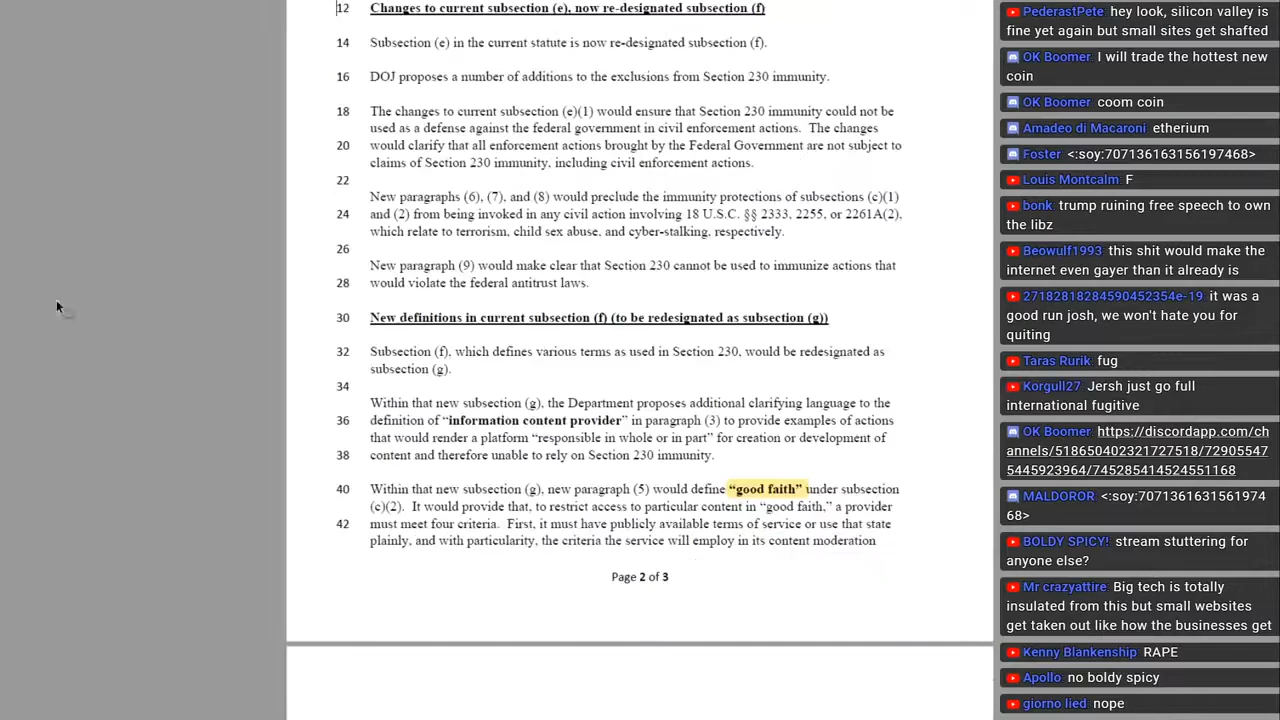 12 Changes to current subsection (e), now re-designated subsection (f)
14 Subsection (e) in the current statute is now re-designated subsection (f).
16 DOJ proposes a number of additions to the exclusions from Section 230 immunity.
18 The changes to current subsection (e)(1) would ensure that Section 230 immunity could not be
used as a defense against the federal government in civil enforcement actions. The changes
20 would clarify that all enforcement actions brought by the Federal Government are not subject to
claims of Section 230 immunity, including civil enforcement actions.
22
New paragraphs (6), (7), and (8) would preclude the immunity protections of subsections (c)(1)
24 and (2) from being invoked in any civil action involving 18 U.S.C. §§ 2333, 2255, or 2261A(2),
which relate to terrorism, child sex abuse, and cyber-stalking, respectively.
26
New paragraph (9) would make clear that Section 230 cannot be used to immunize actions that
28 would violate the federal antitrust laws.
30 New definitions in current subsection (f) (to be redesignated as subsection (g))
32 Subsection (f), which defines various terms as used in Section 230, would be redesignated as
subsection (g).
34
Within that new subsection (g), the Department proposes additional clarifying language to the
36 definition of “information content provider” in paragraph (3) to provide examples of actions
that would render a platform “responsible in whole or in part” for creation or development of
38 content and therefore unable to rely on Section 230 immunity.
40 Within that new subsection (g), new paragraph (5) would define “good faith” under subsection
(c)(2). It would provide that, to restrict access to particular content in “good faith,” a provider
42 must meet four criteria. First, it must have publicly available terms of service or use that state
plainly, and with particularity, the criteria the service will employ in its content moderation
Page 2 of 3
PederastPete hey look, silicon valley is
fine yet again but small sites get shafted
OK Boomer I will trade the hottest new
coin
OK Boomer coom coin
Amadeo di Macaroni etherium
Foster <:soy:707136163156197468>
Louis Montcalm F
bonk trump ruining free speech to own
the libz
Beowulf1993 this shit would make the
internet even gayer than it already is
27182818284590452354e-19 it was a
good run josh, we won't hate you for
quiting
Taras Rurik fug
Korgull27 Jersh just go full
international fugitive
OK Boomer https://discordapp.com/ch
annels/518650402321727518/72905547
5445923964/745285414524551168
MALDOROR <:soy:7071361631561974
68>
BOLDY SPICY! stream stuttering for
anyone else?
Mr crazyattire Big tech is totally
insulated from this but small websites
get taken out like how the businesses get
Kenny Blankenship RAPE
Apollo no boldy spicy
giorno lied nope